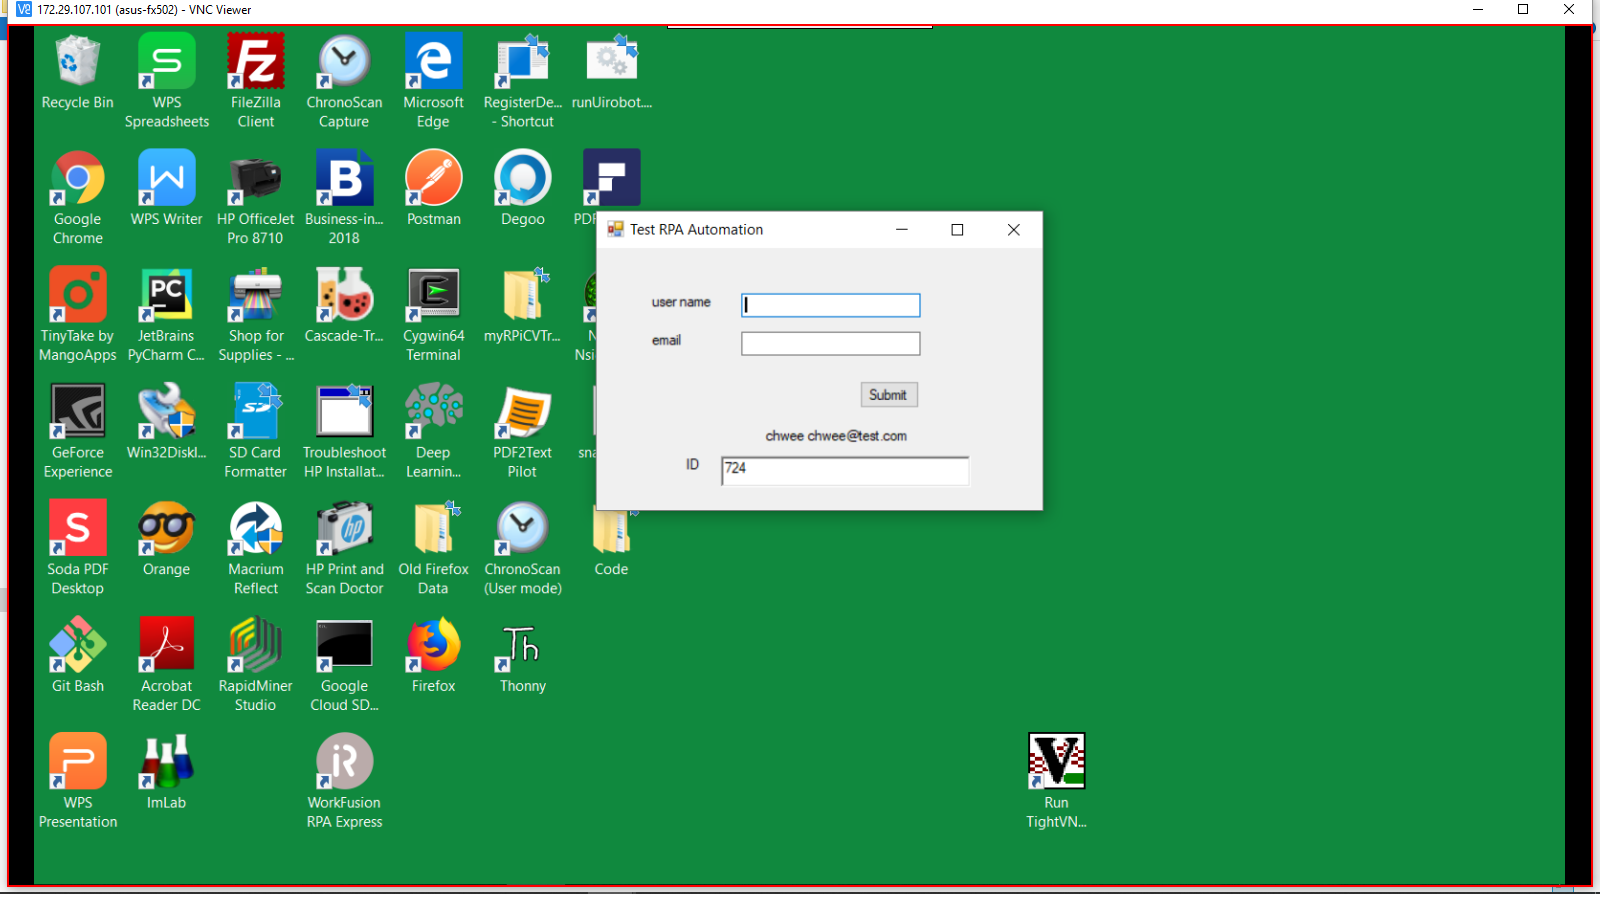 172.29.107.101 (asus-fx502) - VNC Viewer
Recycle Bin
WPS
Spreadsheets
FileZilla
Client
ChronoScan
Capture
Microsoft
Edge
RegisterDe...
- Shortcut
runUirobot....
Google
Chrome
WPS Writer
HP OfficeJet
Pro 8710
Business-in...
2018
Postman
Degoo
PDF
TinyTake by
MangoApps
JetBrains
PyCharm C...
Shop for
Supplies - ...
Cascade-Tr...
Cygwin64
Terminal
myRPiCVTr...
N
Nsi
GeForce
Experience
Win32DiskI...
SD Card
Formatter
Troubleshoot
HP Installat...
Deep
Learnin...
PDF2Text
Pilot
sna
Soda PDF
Desktop
Orange
Macrium
Reflect
HP Print and
Scan Doctor
Old Firefox
Data
ChronoScan
(User mode)
Code
Git Bash
Acrobat
Reader DC
RapidMiner
Studio
Google
Cloud SD...
Firefox
Th
Thonny
WPS
Presentation
ImLab
WorkFusion
RPA Express
Run
TightVN...
Test RPA Automation
user name
email
Submit
chwee chwee@test.com
ID
724